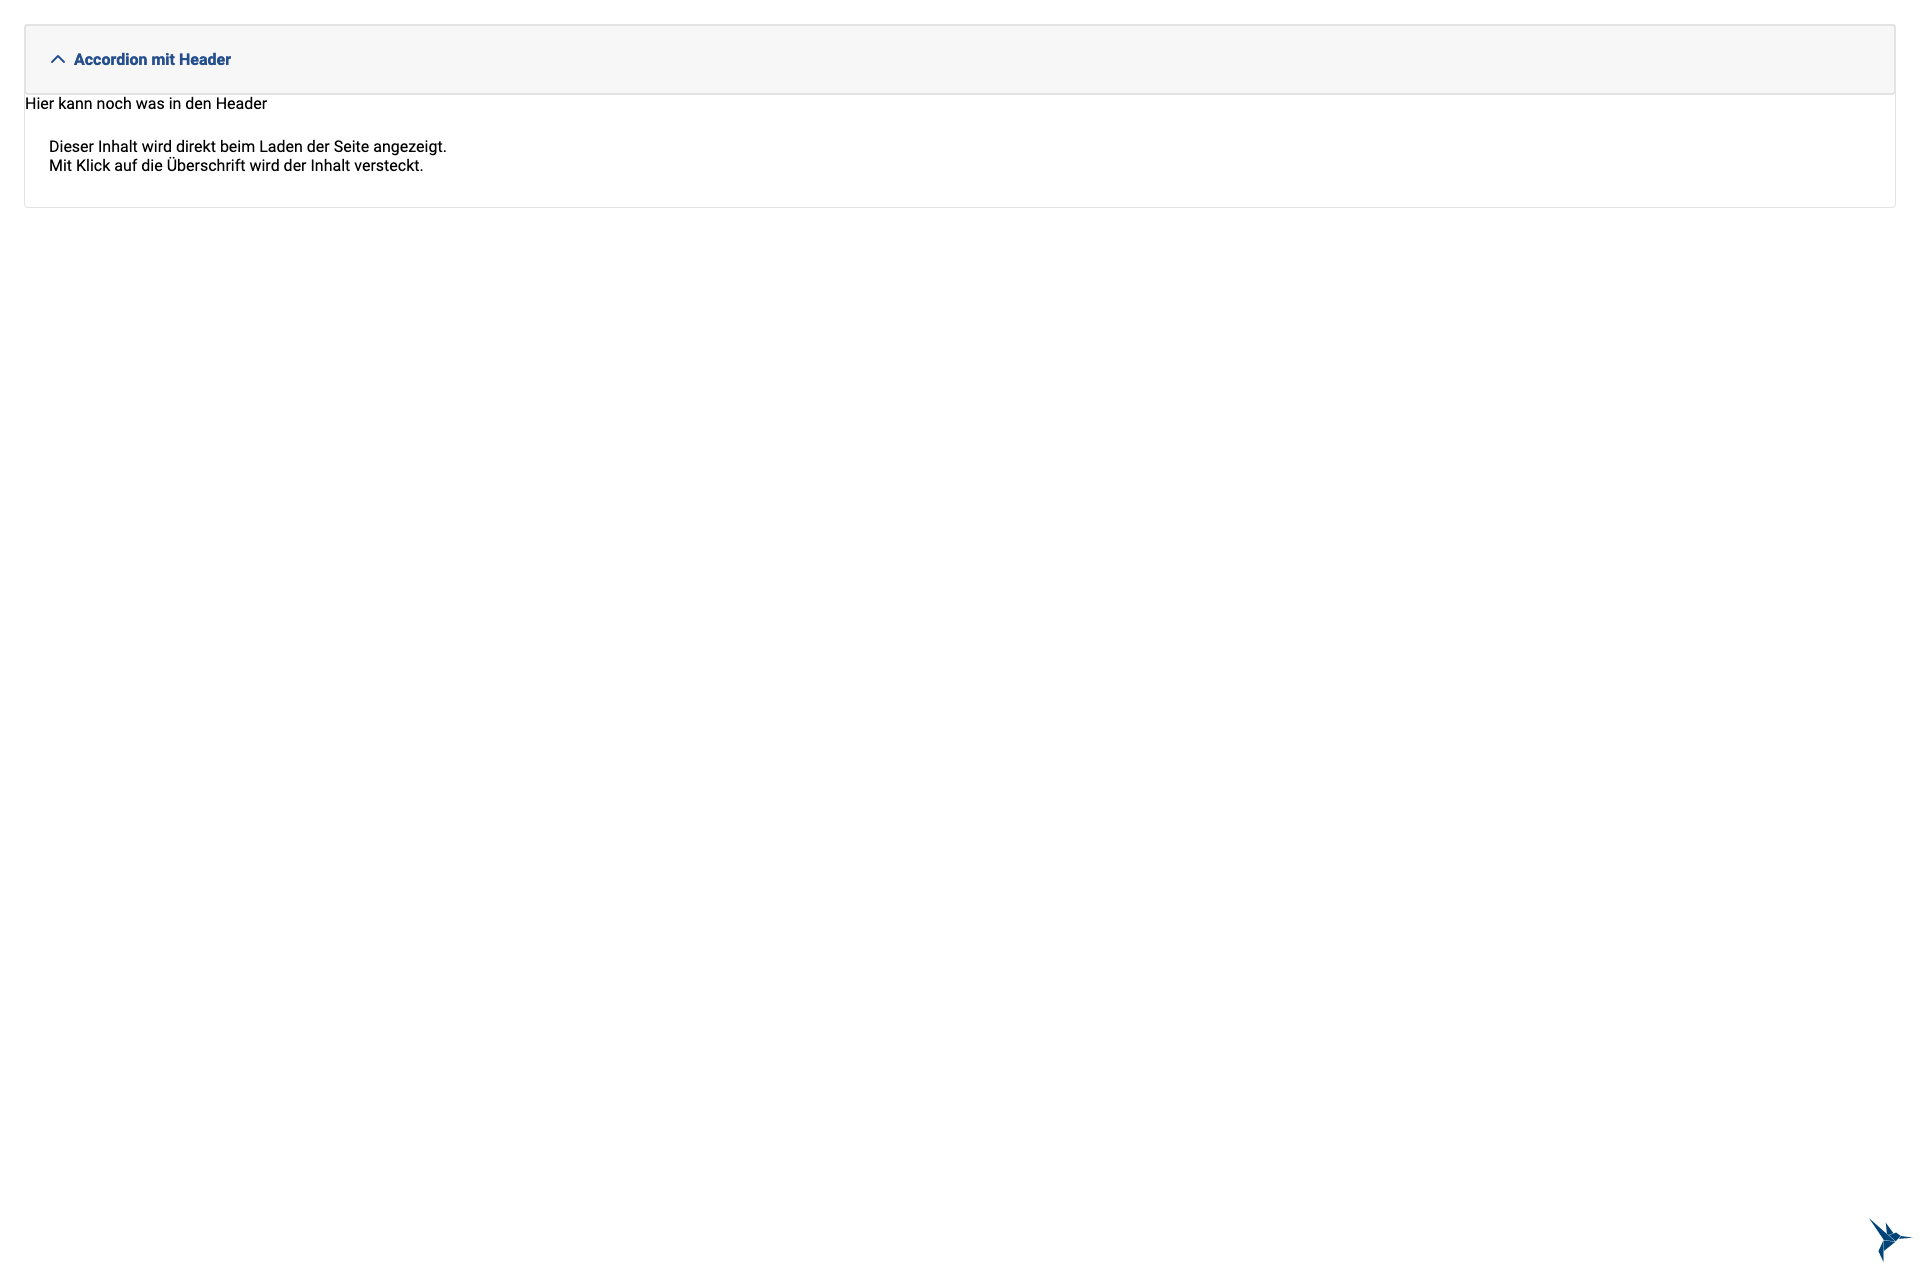 Accordion mit Header
Hier kann noch was in den Header
Dieser Inhalt wird direkt beim Laden der Seite angezeigt.
Mit Klick auf die Überschrift wird der Inhalt versteckt.